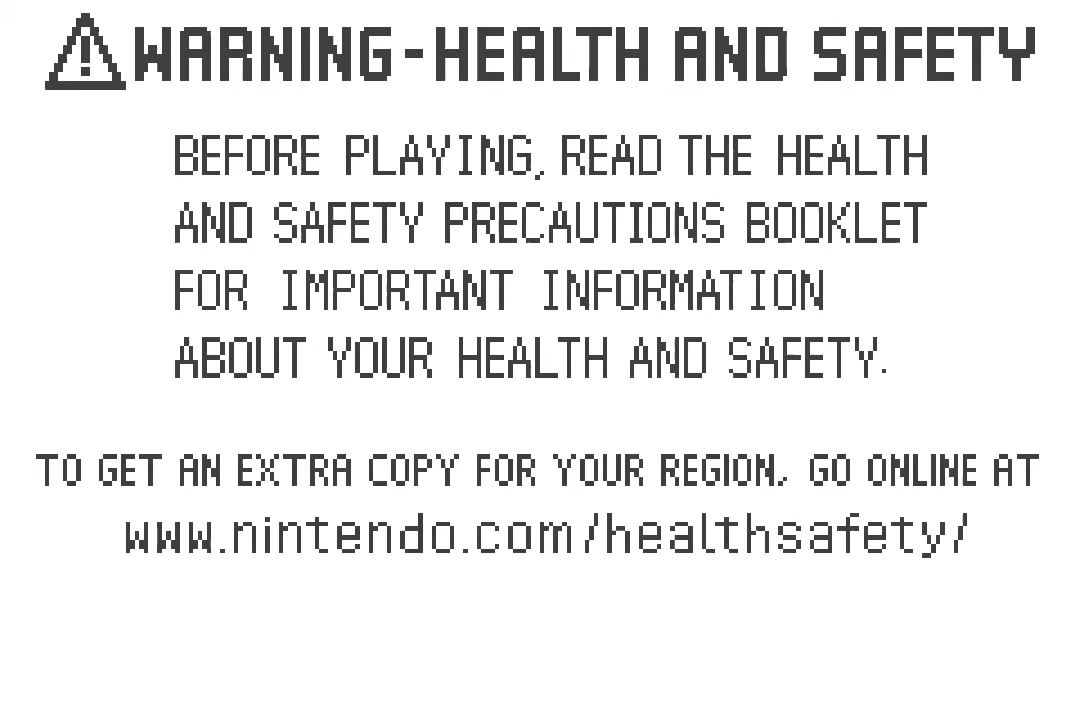 ⚠WARNING-HEALTH AND SAFETY
BEFORE PLAYING, READ THE HEALTH
AND SAFETY PRECAUTIONS BOOKLET
FOR IMPORTANT INFORMATION
ABOUT YOUR HEALTH AND SAFETY.
TO GET AN EXTRA COPY FOR YOUR REGION, GO ONLINE AT
www.nintendo.com/healthsafety/